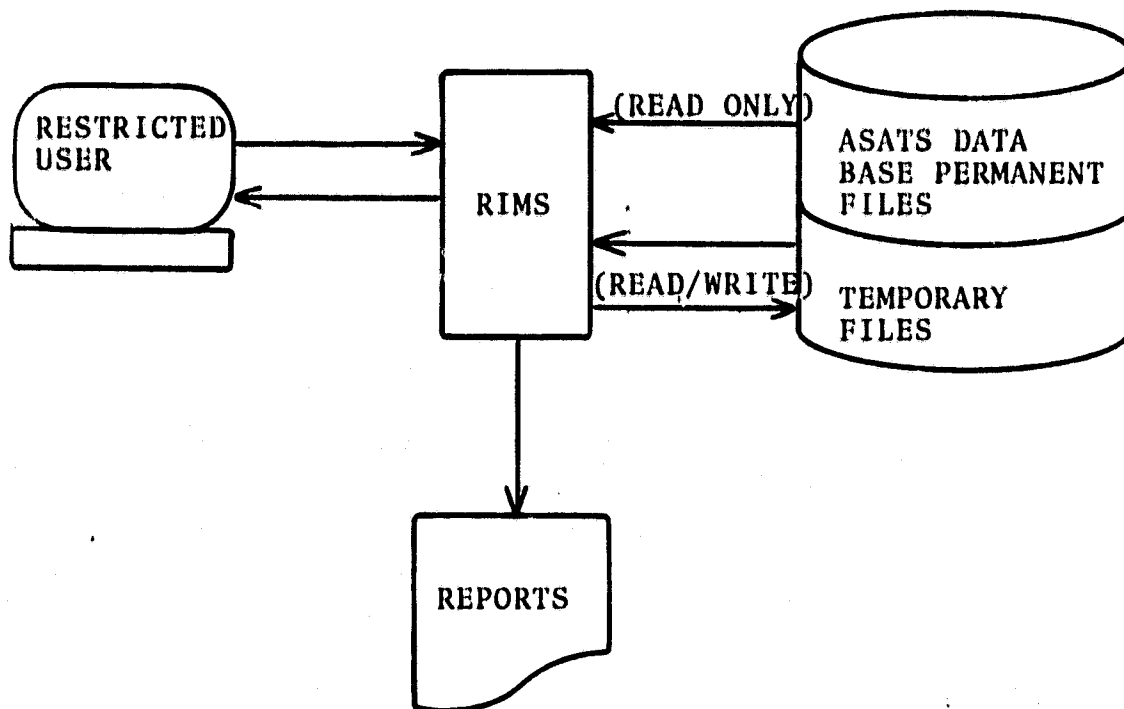 RESTRICTED
USER
RIMS
(READ ONLY)
(READ/WRITE)
ASATS DATA
BASE PERMANENT
FILES
TEMPORARY
FILES
REPORTS